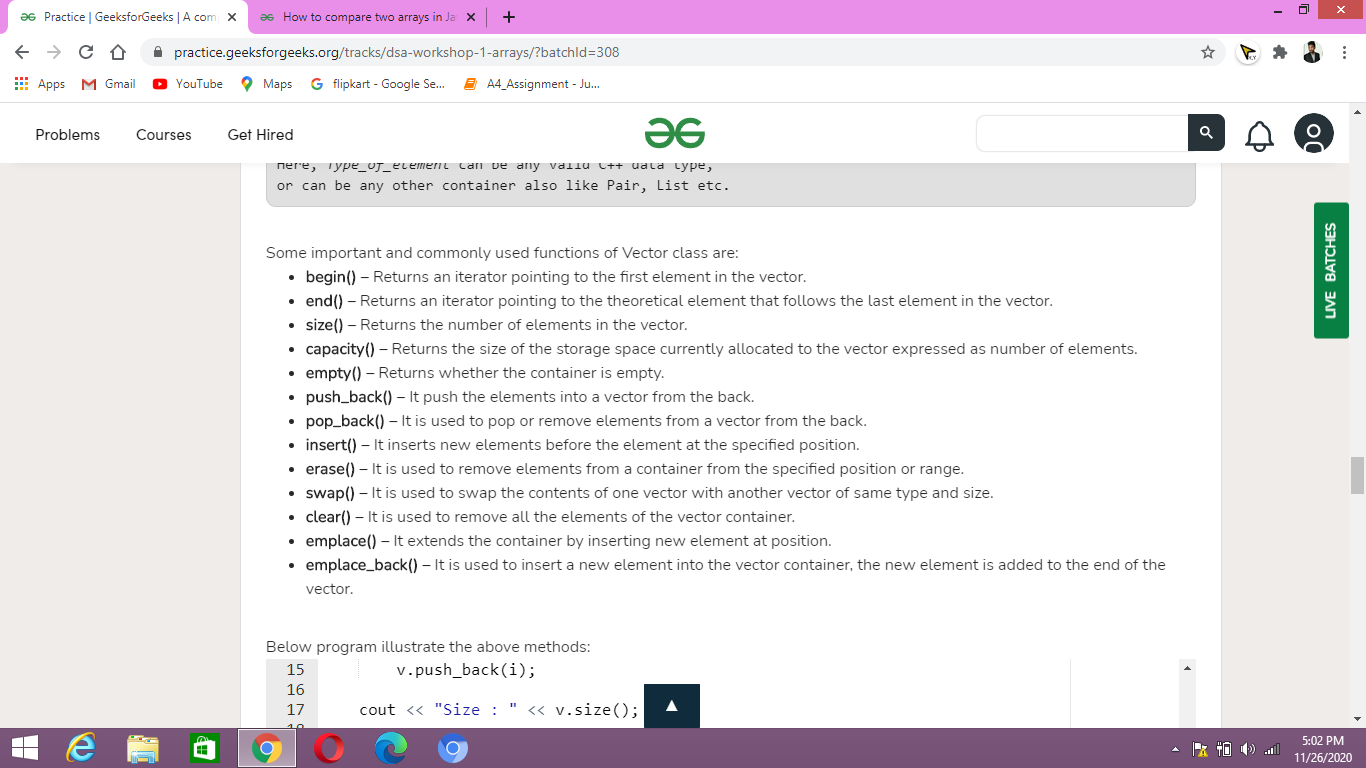 Practice | GeeksforGeeks | A com
How to compare two arrays in Ja
practice.geeksforgeeks.org/tracks/dsa-workshop-1-arrays/?batchId=308
Apps Gmail YouTube Maps flipkart - Google Se... A4_Assignment - Ju...
Problems Courses Get Hired
Here, Type_of_element can be any valid C++ data type,
or can be any other container also like Pair, List etc.
LIVE BATCHES
Some important and commonly used functions of Vector class are:
• begin() – Returns an iterator pointing to the first element in the vector.
• end() – Returns an iterator pointing to the theoretical element that follows the last element in the vector.
• size() – Returns the number of elements in the vector.
• capacity() – Returns the size of the storage space currently allocated to the vector expressed as number of elements.
• empty() – Returns whether the container is empty.
• push_back() – It push the elements into a vector from the back.
• pop_back() – It is used to pop or remove elements from a vector from the back.
• insert() – It inserts new elements before the element at the specified position.
• erase() – It is used to remove elements from a container from the specified position or range.
• swap() – It is used to swap the contents of one vector with another vector of same type and size.
• clear() – It is used to remove all the elements of the vector container.
• emplace() – It extends the container by inserting new element at position.
• emplace_back() – It is used to insert a new element into the vector container, the new element is added to the end of the
vector.
Below program illustrate the above methods:
15 v.push_back(i);
16
17 cout << "Size : " << v.size();
5:02 PM
11/26/2020